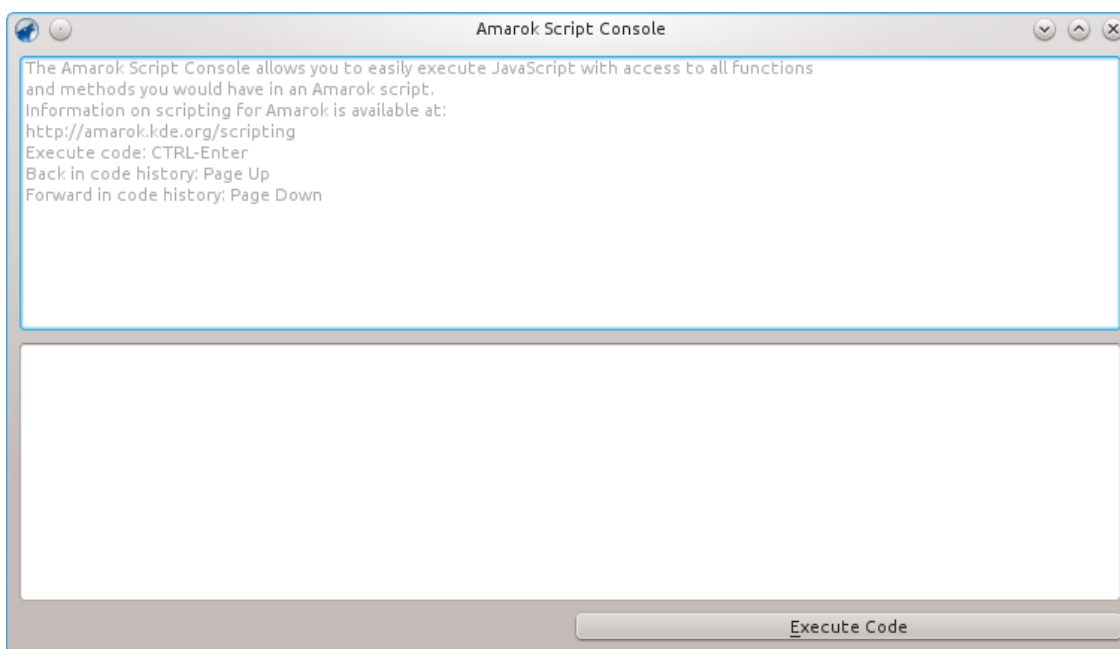 Amarok Script Console
The Amarok Script Console allows you to easily execute JavaScript with access to all functions
and methods you would have in an Amarok script.
Information on scripting for Amarok is available at:
http://amarok.kde.org/scripting
Execute code: CTRL-Enter
Back in code history: Page Up
Forward in code history: Page Down
Execute Code